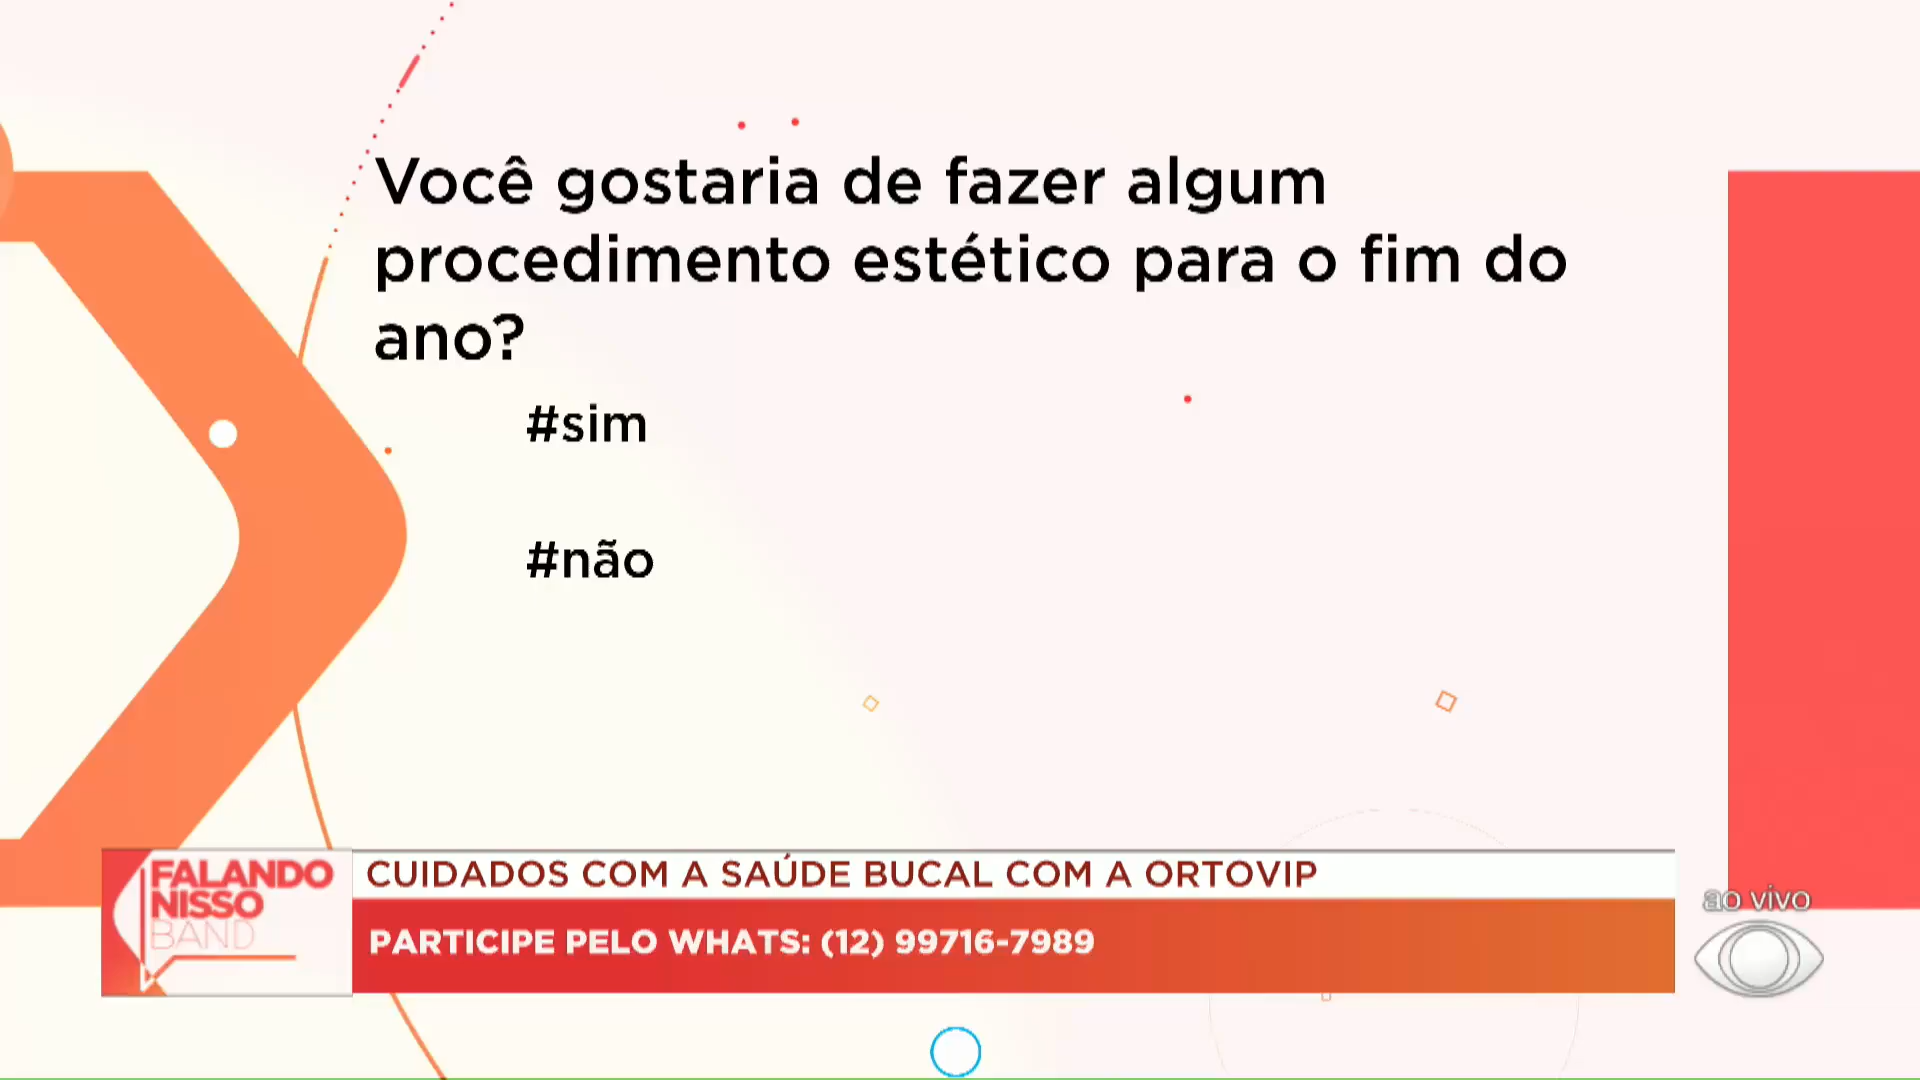 Você gostaria de fazer algum
procedimento estético para o fim do
ano?
#sim
#não
FALANDO
NISSO
BAND
CUIDADOS COM A SAÚDE BUCAL COM A ORTOVIP
PARTICIPE PELO WHATS: (12) 99716-7989
ao vivo